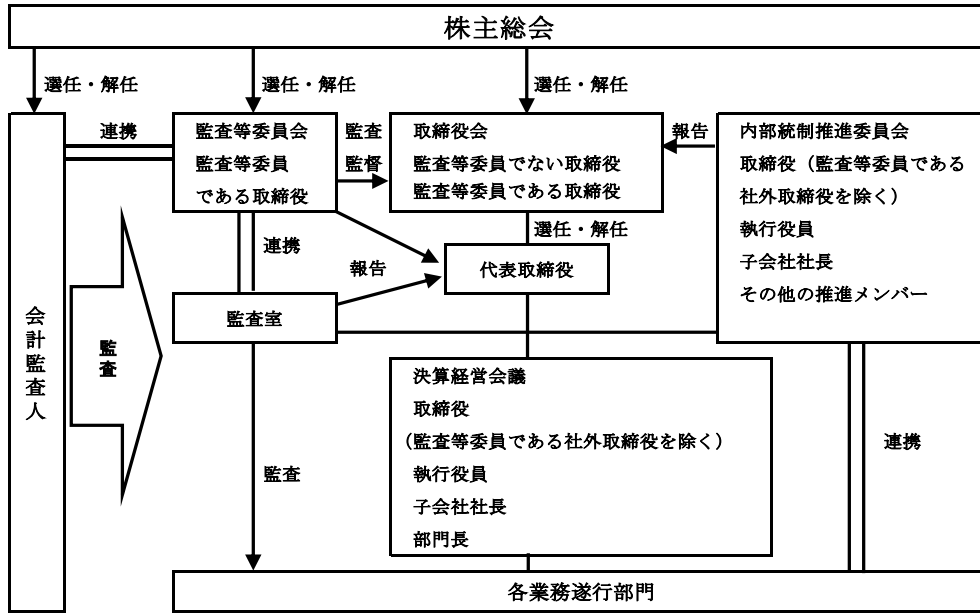 株主総会
選任・解任
選任・解任
選任・解任
連携
監査等委員会
監査等委員
である取締役
監査
監督
取締役会
監査等委員でない取締役
監査等委員である取締役
報告
内部統制推進委員会
取締役（監査等委員である
社外取締役を除く）
執行役員
子会社社長
その他の推進メンバー
連携
選任・解任
報告
代表取締役
監査室
会計監査人
監査
決算経営会議
取締役
（監査等委員である社外取締役を除く）
執行役員
子会社社長
部門長
監査
連携
各業務遂行部門